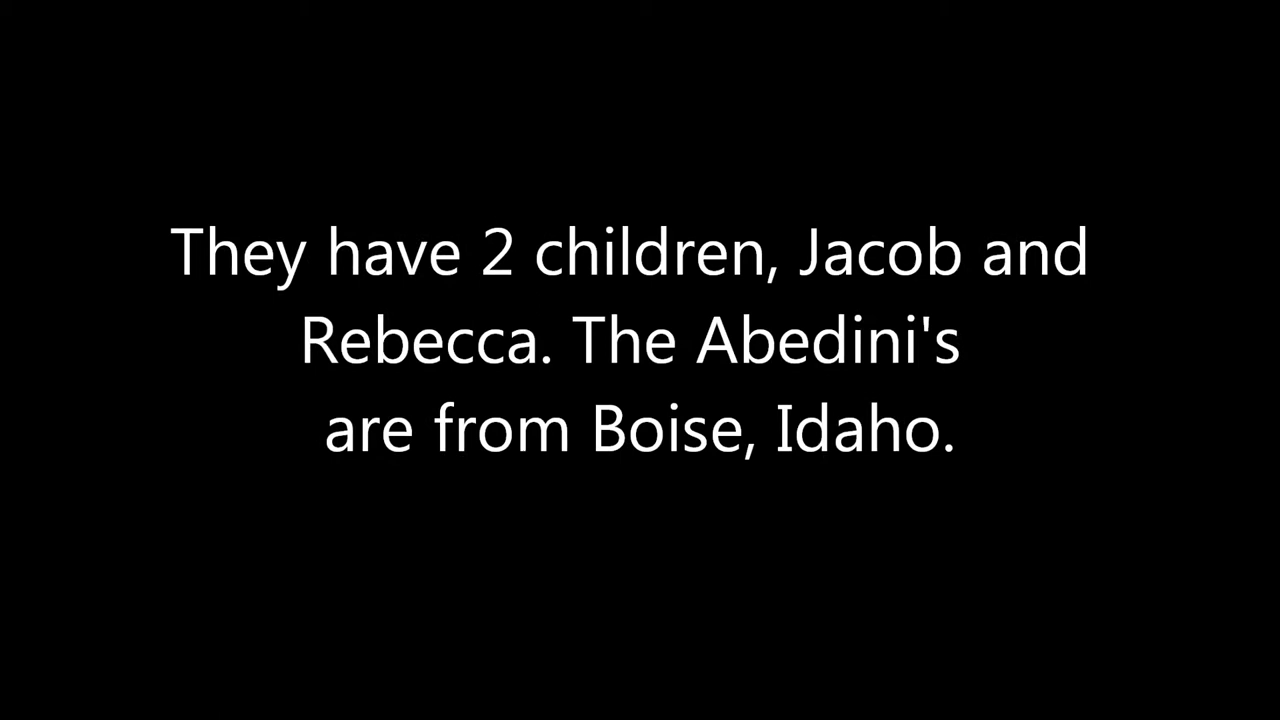 They have 2 children, Jacob and
Rebecca. The Abedini's
are from Boise, Idaho.